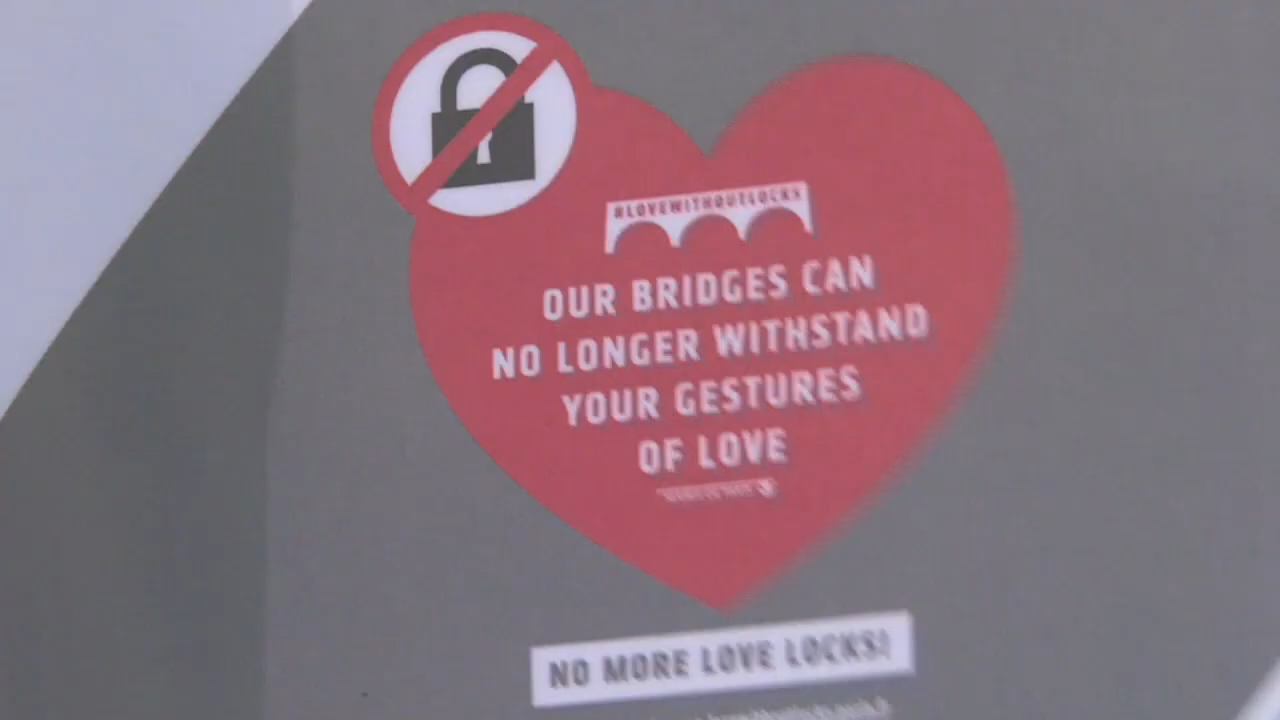 #LOVEWITHOUTLOCKS
OUR BRIDGES CAN
NO LONGER WITHSTAND
YOUR GESTURES
OF LOVE
NO MORE LOVE LOCKS!